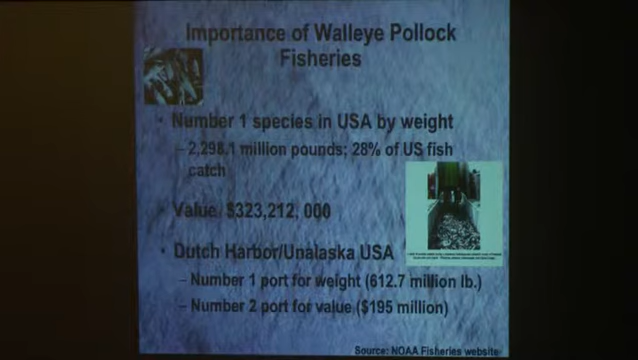 Importance of Walleye Pollock
Fisheries
• Number 1 species in USA by weight
– 2,298.1 million pounds; 28% of US fish
catch
• Value $323,212, 000
• Dutch Harbor/Unalaska USA
– Number 1 port for weight (612.7 million lb.)
– Number 2 port for value ($195 million)
Source: NOAA Fisheries website